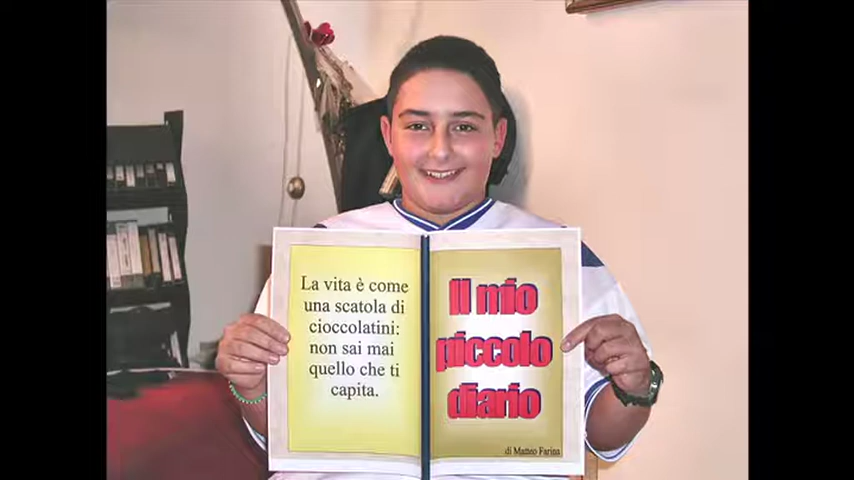 La vita è come
una scatola di
cioccolatini:
non sai mai
quello che ti
capita.
Il mio
piccolo
diario
di Matteo Farina